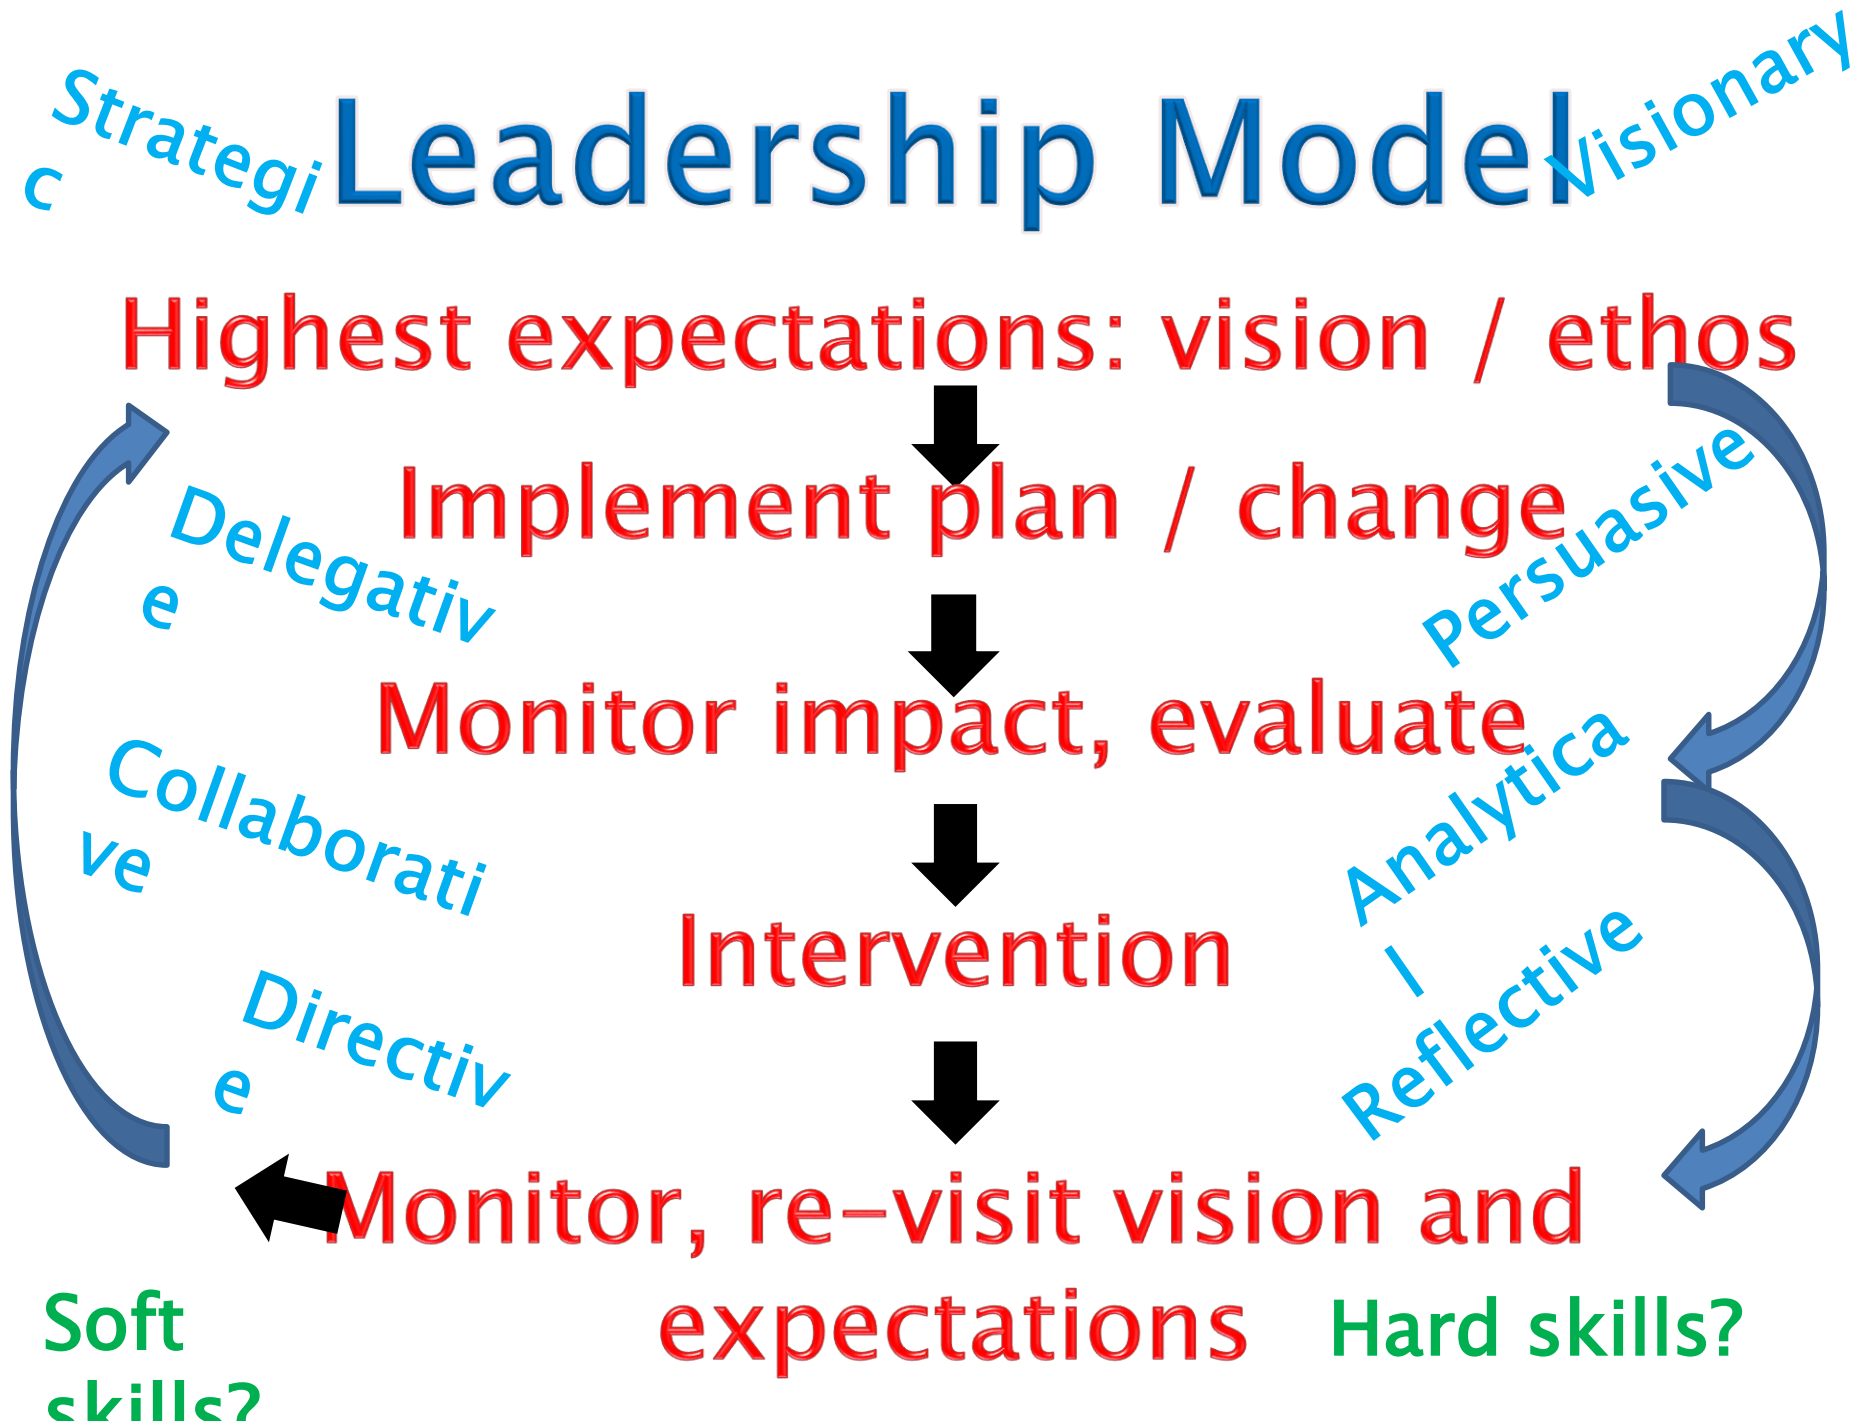 Strategi
c
Leadership Model
Visionary
Highest expectations: vision / ethos
Implement plan / change
Delegativ
e
Persuasive
Monitor impact, evaluate
Collaborati
ve
Analytica
l
Intervention
Reflective
Directiv
e
Monitor, re-visit vision and
expectations
Soft
skills?
Hard skills?